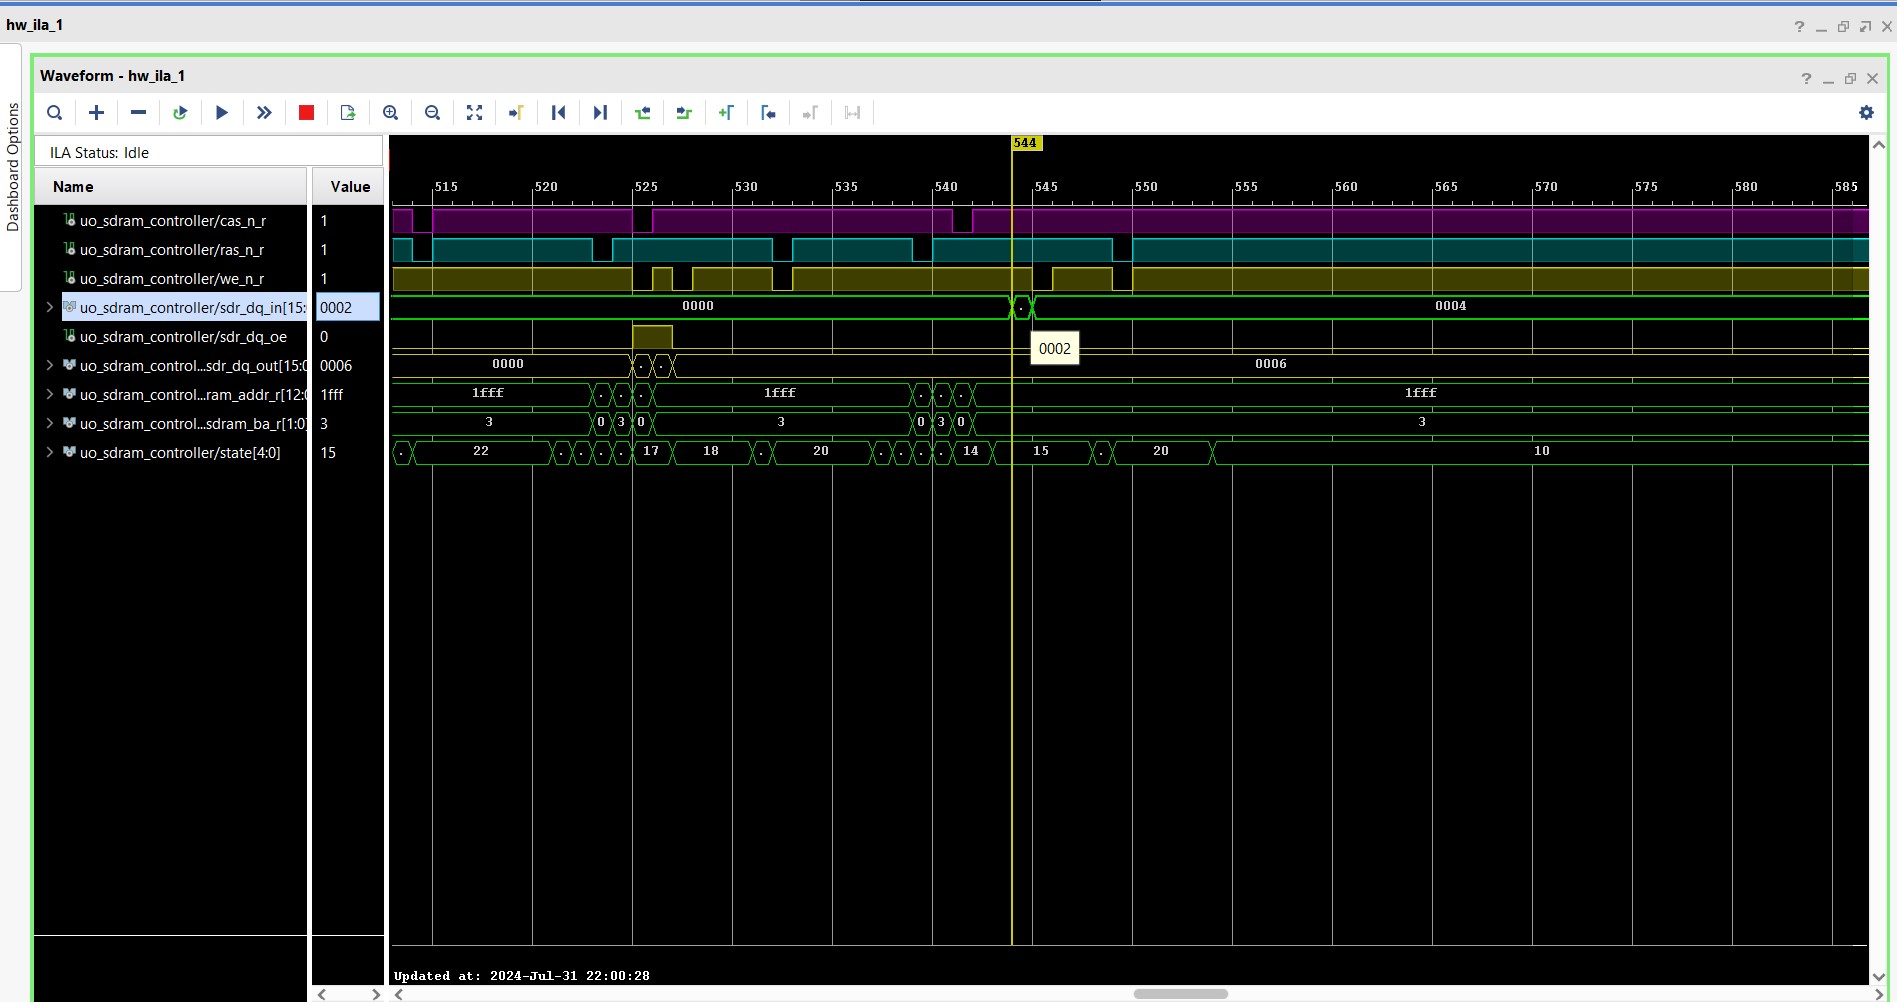 hw_ila_1
Dashboard Options
Waveform - hw_ila_1
ILA Status: Idle
544
Name Value
515 520 525 530 535 540 545 550 555 560 565 570 575 580 585
uo_sdram_controller/cas_n_r 1
uo_sdram_controller/ras_n_r 1
uo_sdram_controller/we_n_r 1
uo_sdram_controller/sdr_dq_in[15: 0002 0000 . 0004
uo_sdram_controller/sdr_dq_oe 0
0002
uo_sdram_control...sdr_dq_out[15:0 0006 0000 . . 0006
uo_sdram_control...ram_addr_r[12:0 1fff 1fff . . . 1fff . . . 1fff
uo_sdram_control...sdram_ba_r[1:0] 3 3 0 3 0 3 0 3 0 3
uo_sdram_controller/state[4:0] 15 . 22 . . . . 17 18 . 20 . . . . 14 15 . 20 10
Updated at: 2024-Jul-31 22:00:28